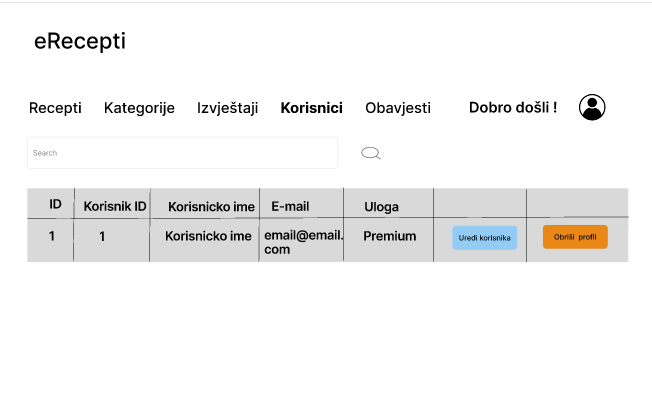 eRecepti
Recepti Kategorije Izvještaji Korisnici Obavjesti Dobro došli !
Search
ID Korisnik ID Korisnicko ime E-mail Uloga
1 1 Korisnicko ime email@email.com Premium Uredi korisnika Obriši profil